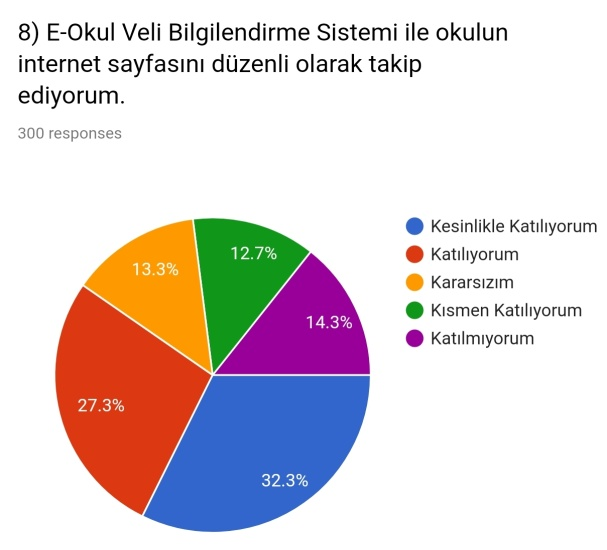 8) E-Okul Veli Bilgilendirme Sistemi ile okulun
internet sayfasını düzenli olarak takip
ediyorum.
300 responses
Kesinlikle Katılıyorum
Katılıyorum
Kararsızım
Kısmen Katılıyorum
Katılmıyorum
12.7%
13.3%
14.3%
27.3%
32.3%